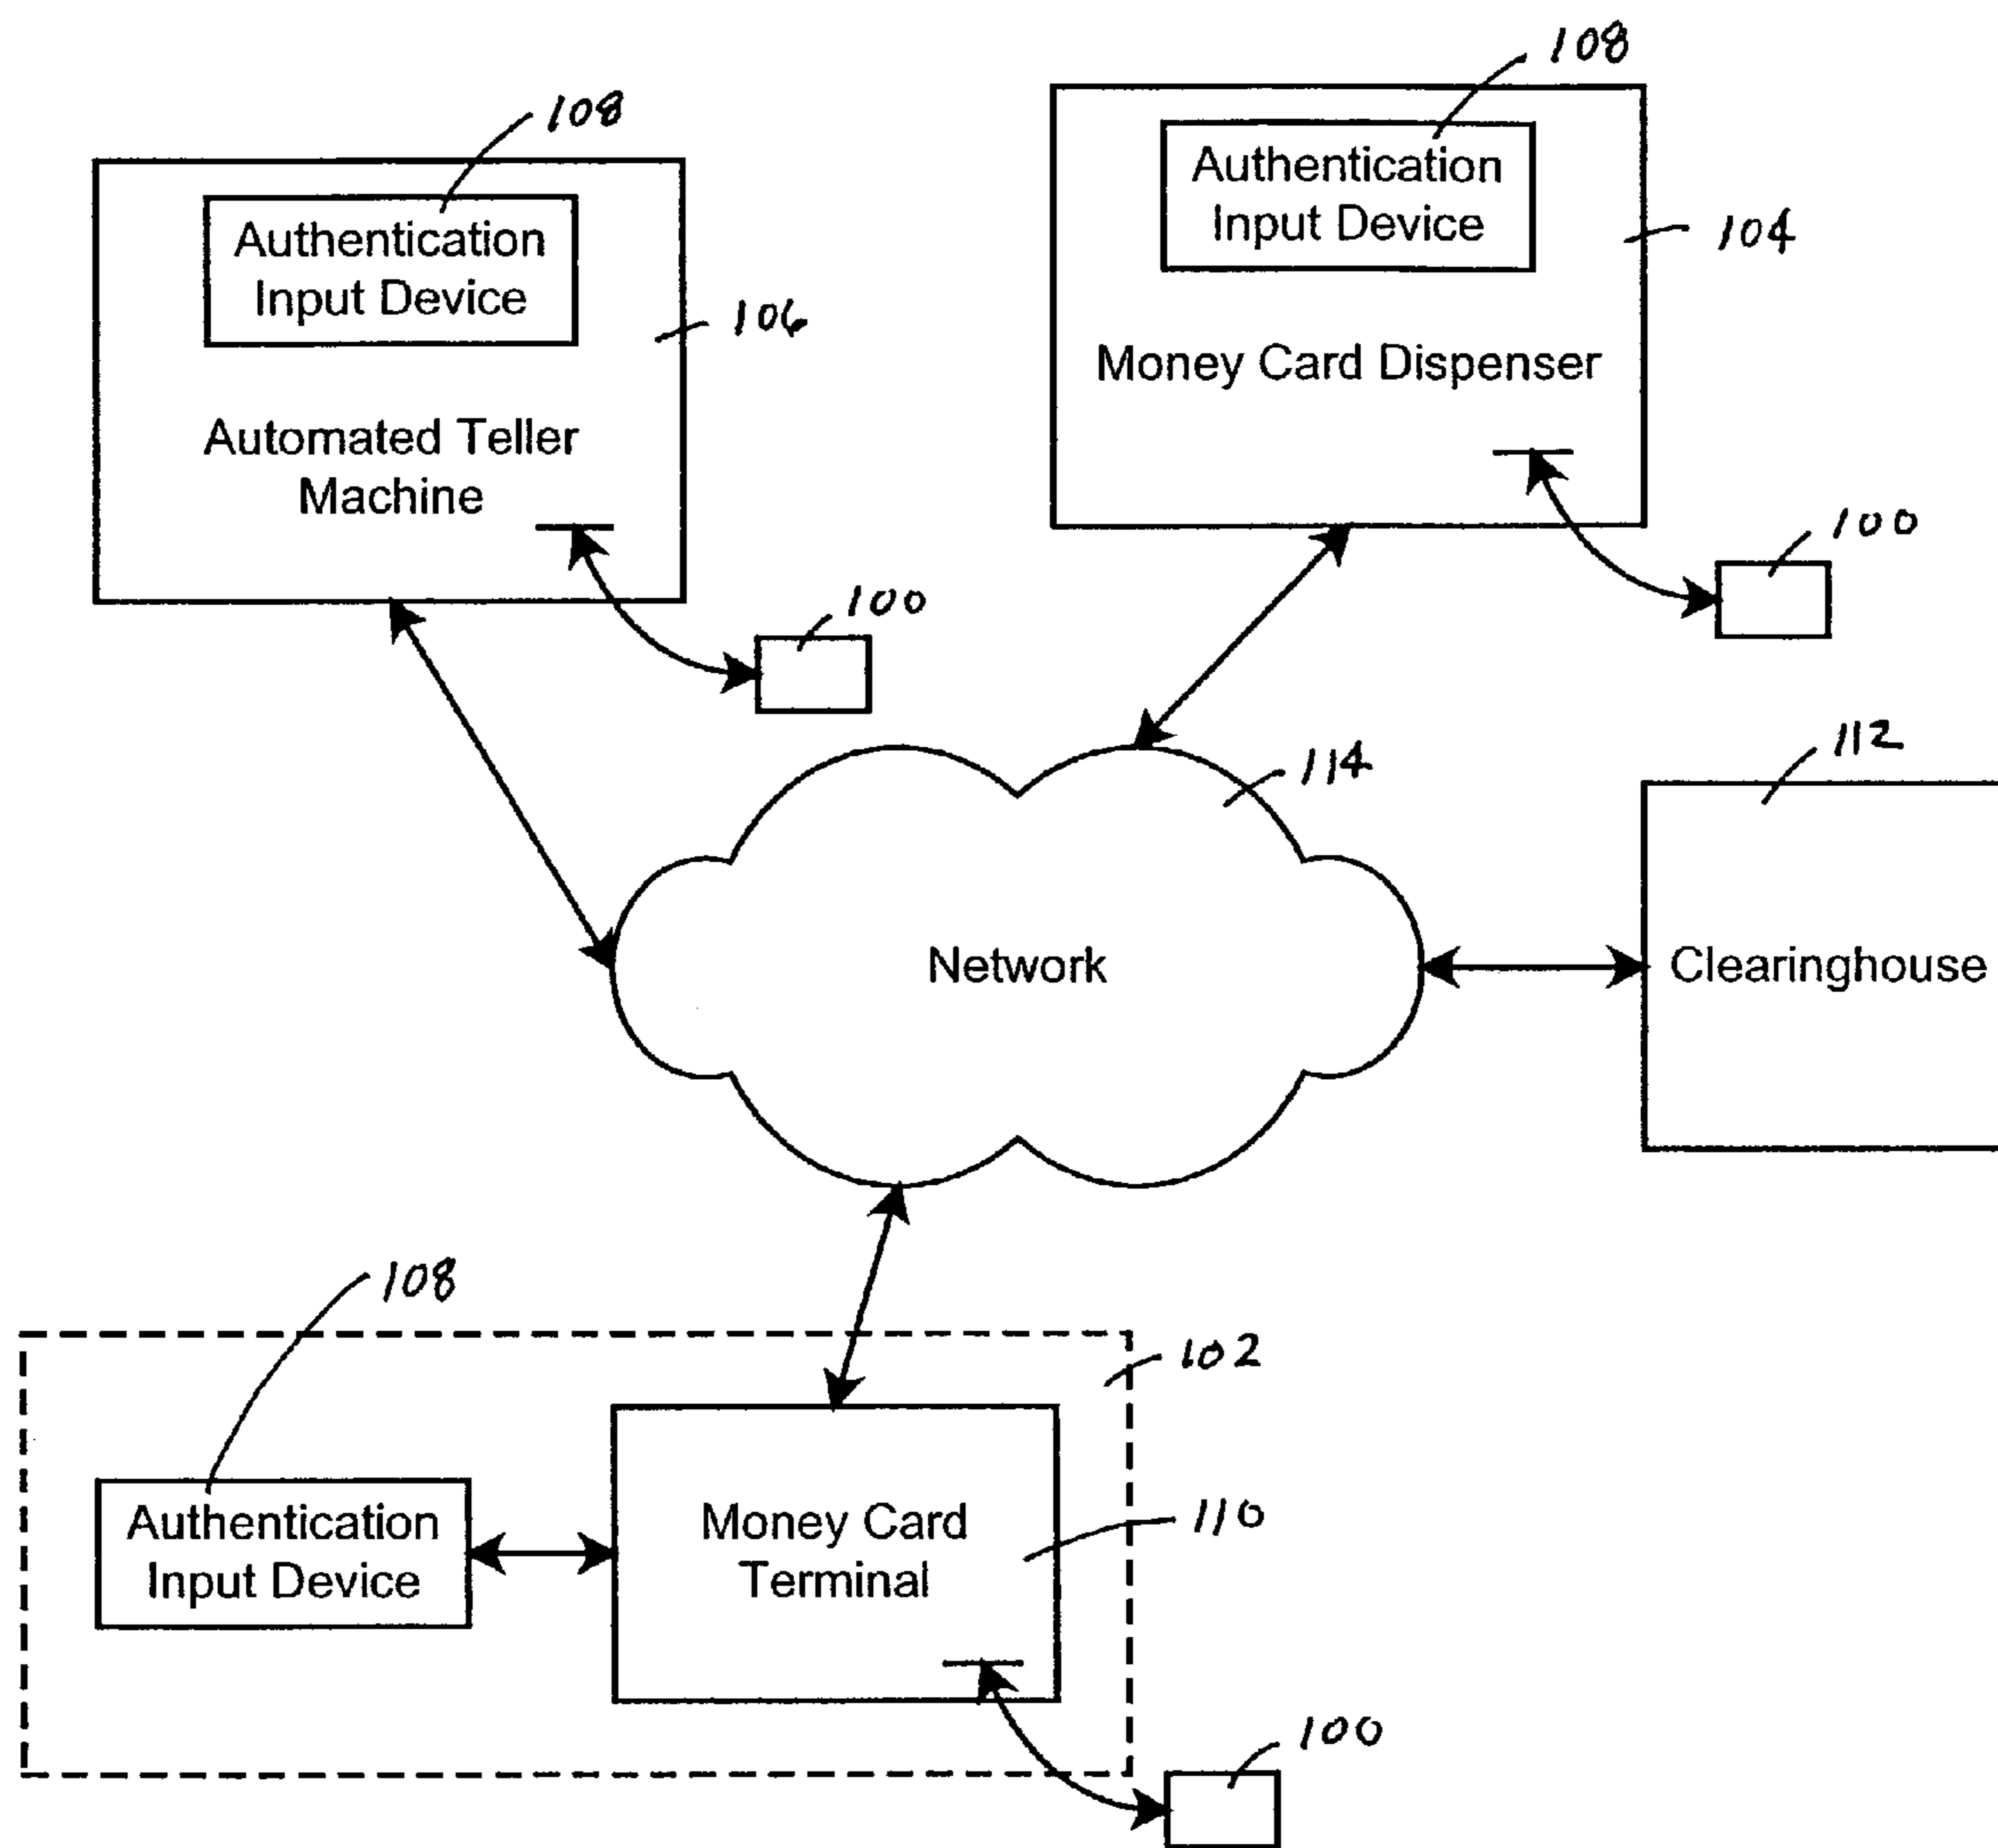 108
Authentication
Input Device
106
Automated Teller
Machine
100
108
Authentication
Input Device
104
Money Card Dispenser
100
114
Network
112
Clearinghouse
108
Authentication
Input Device
102
Money Card
Terminal
110
100